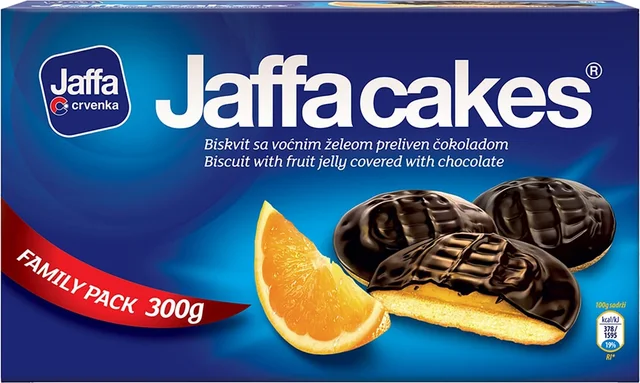 Jaffa
crvenka
Jaffa cakes®
Biskvit sa voćnim želeom preliven čokoladom
Biscuit with fruit jelly covered with chocolate
FAMILY PACK 300g
100g sadrži
kcal/kJ
378/
1595
19%
RI*